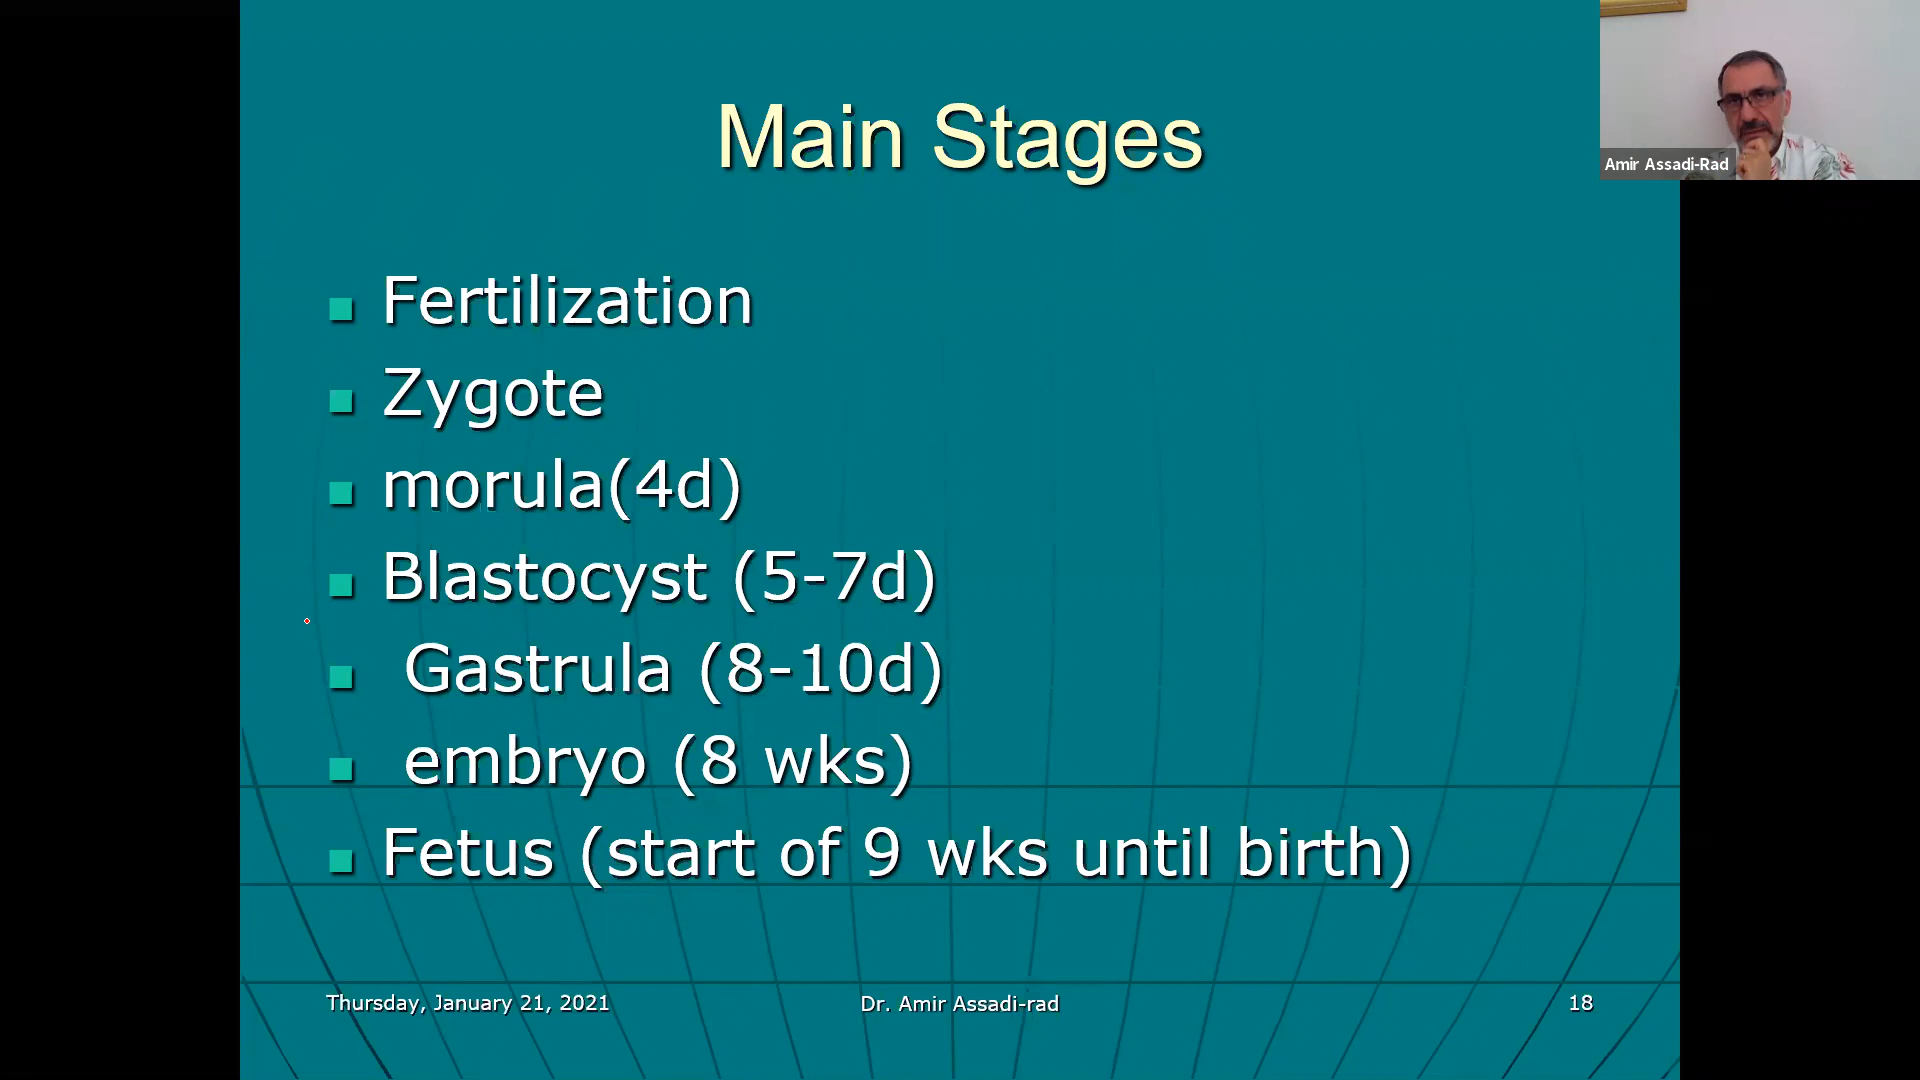 Main Stages
Amir Assadi-Rad
Fertilization
Zygote
morula(4d)
Blastocyst (5-7d)
Gastrula (8-10d)
embryo (8 wks)
Fetus (start of 9 wks until birth)
Thursday, January 21, 2021
Dr. Amir Assadi-rad
18